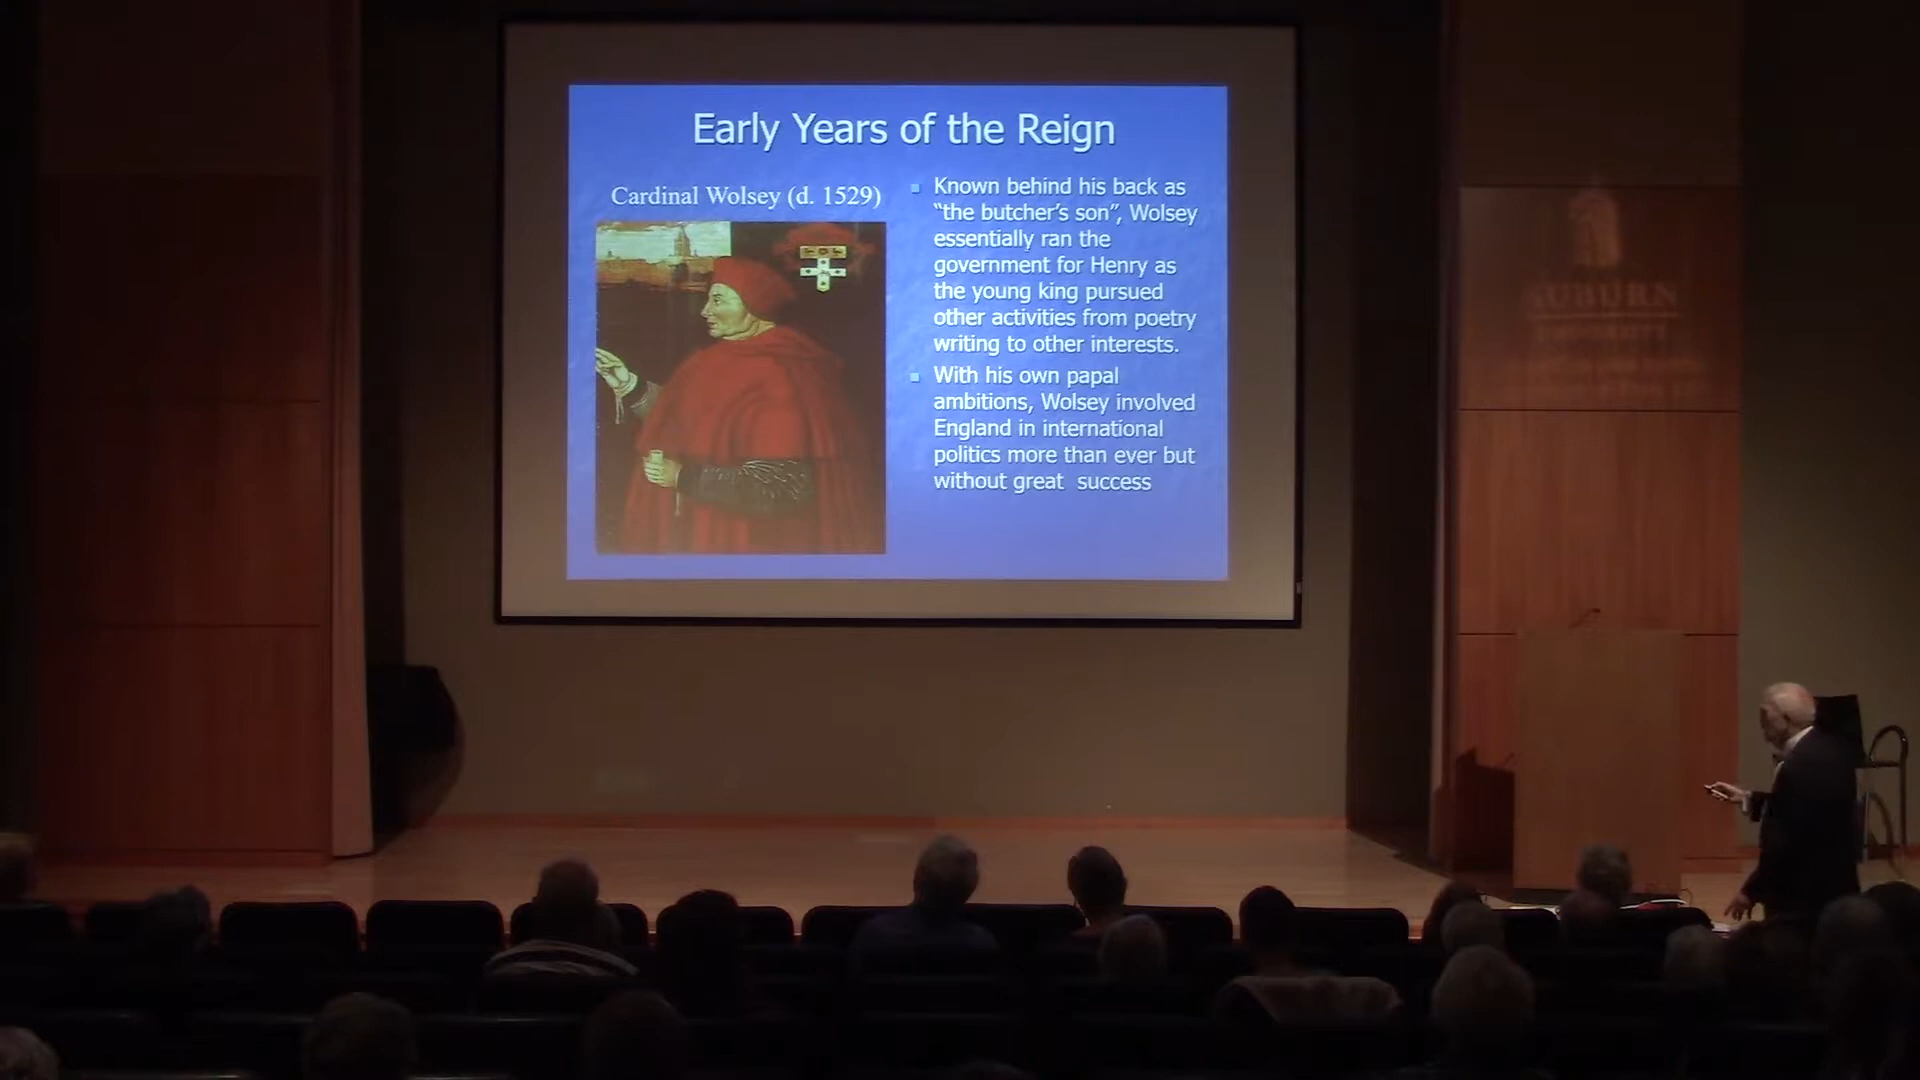 Early Years of the Reign
Cardinal Wolsey (d. 1529)
Known behind his back as
“the butcher’s son”, Wolsey
essentially ran the
government for Henry as
the young king pursued
other activities from poetry
writing to other interests.
With his own papal
ambitions, Wolsey involved
England in international
politics more than ever but
without great  success
AUBURN
UNIVERSITY